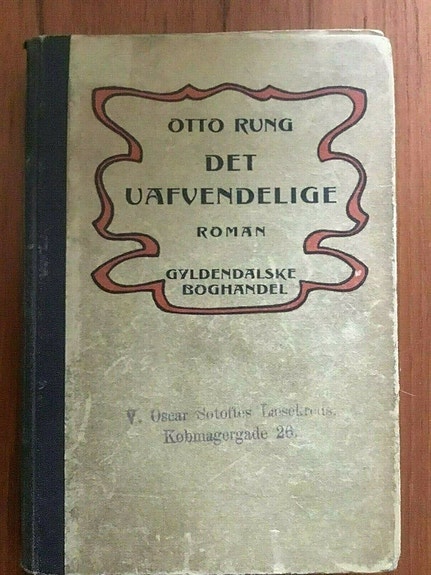 OTTO RUNG
DET
UAFVENDELIGE
ROMAN
GYLDENDALSKE
BOGHANDEL
V. Oscar Sotoftes Læsekreds.
Købmagergade 26.